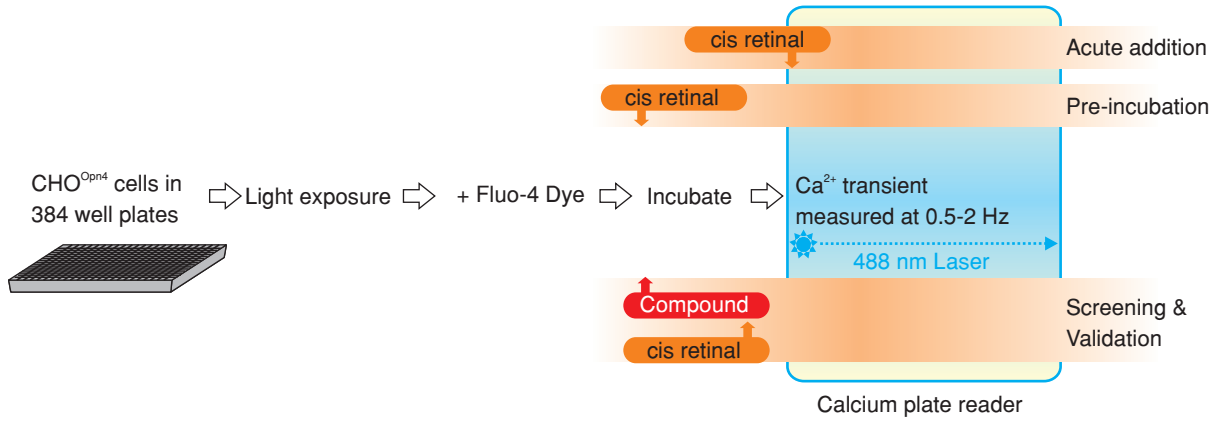 cis retinal
Acute addition
cis retinal
Pre-incubation
CHO^Opn4 cells in
384 well plates
Light exposure
+ Fluo-4 Dye
Incubate
Ca²⁺ transient
measured at 0.5-2 Hz
488 nm Laser
Compound
cis retinal
Screening &
Validation
Calcium plate reader